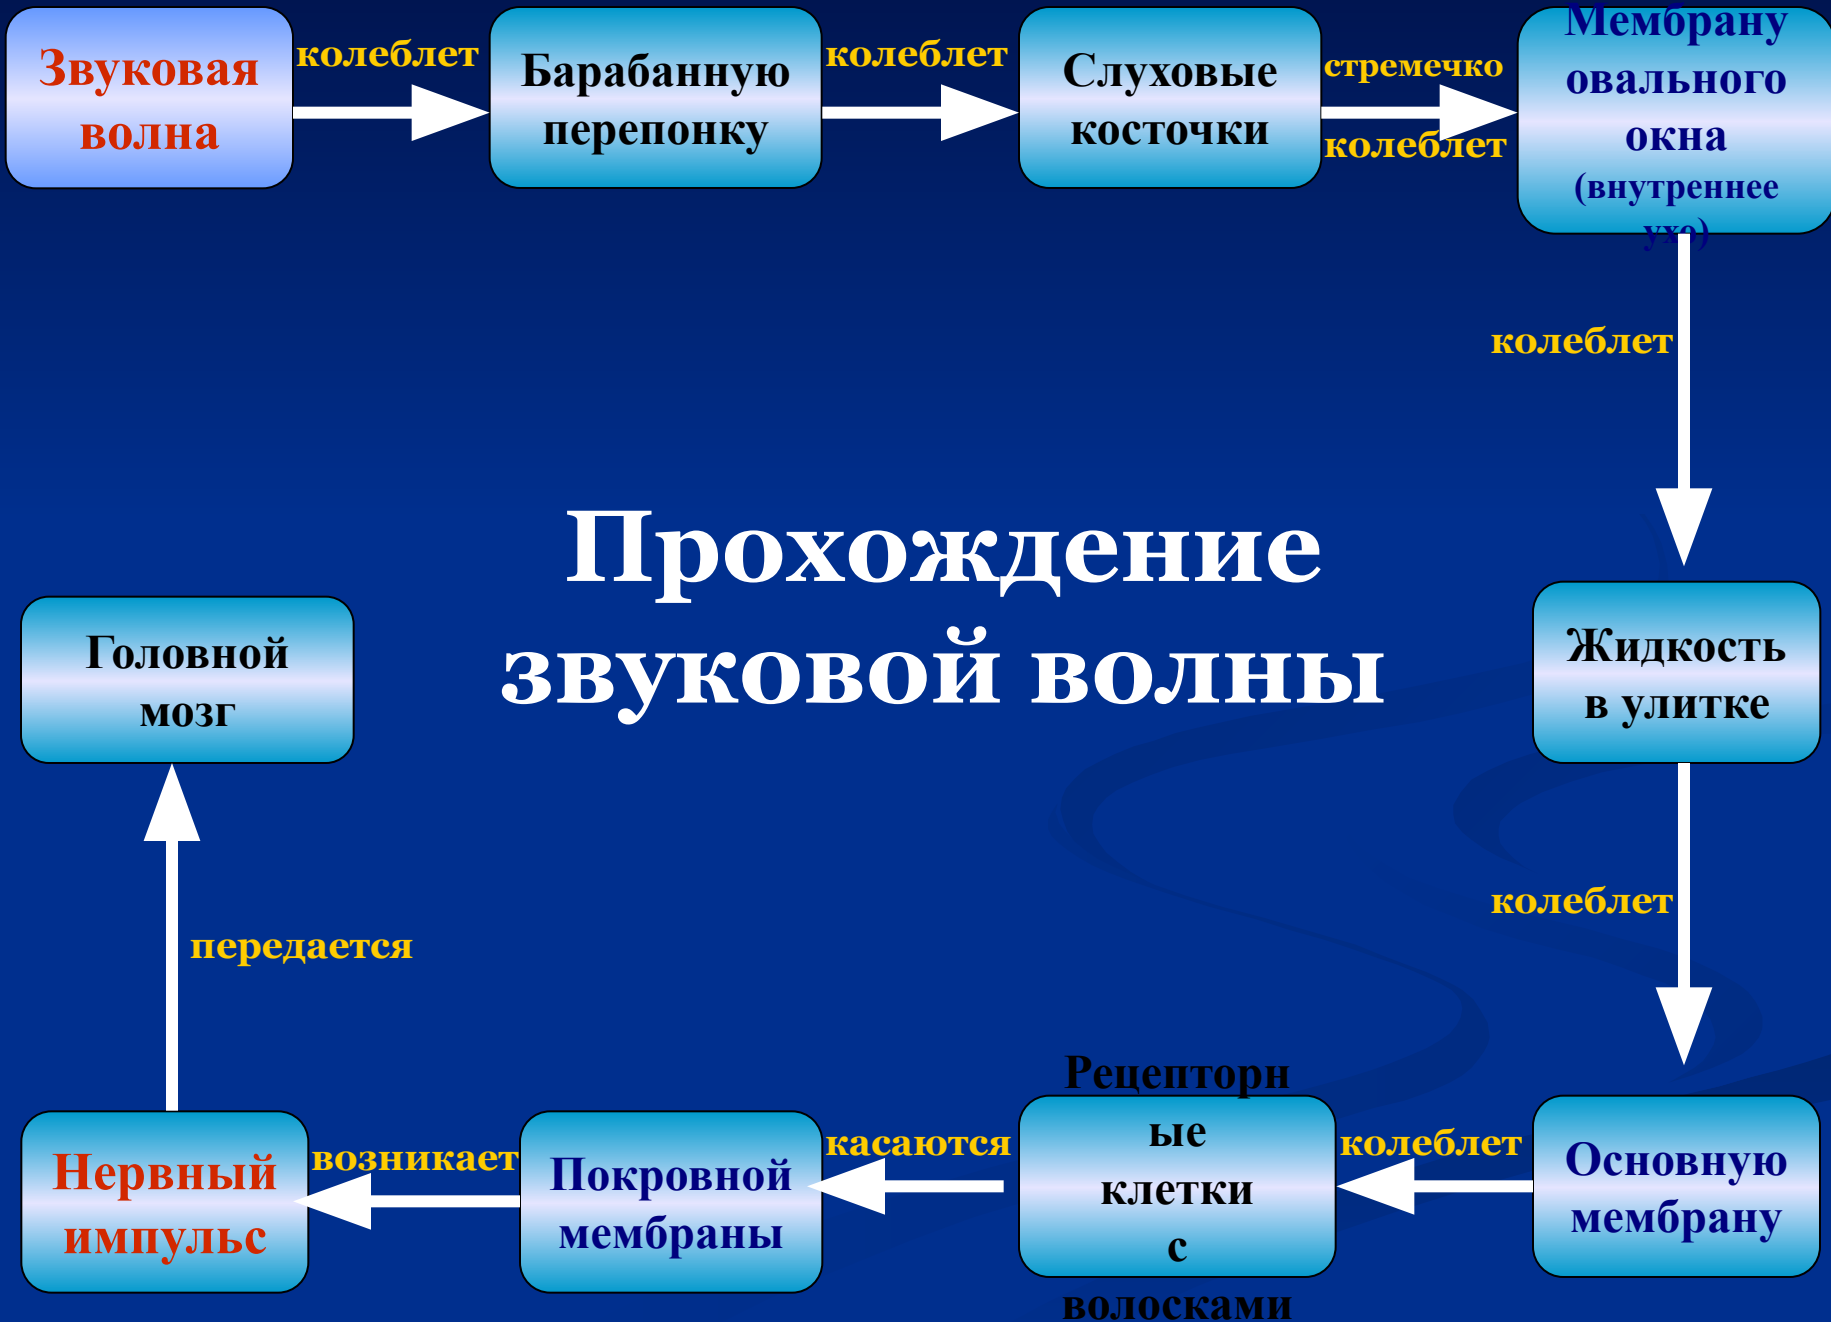 Звуковая
волна
колеблет
Барабанную
перепонку
колеблет
Слуховые
косточки
стремечко
колеблет
Мембрану
овального
окна
(внутреннее
ухо)
колеблет
Прохождение
звуковой волны
Жидкость
в улитке
колеблет
Основную
мембрану
колеблет
Рецепторн
ые
клетки
с
волосками
касаются
Покровной
мембраны
возникает
Нервный
импульс
передается
Головной
мозг